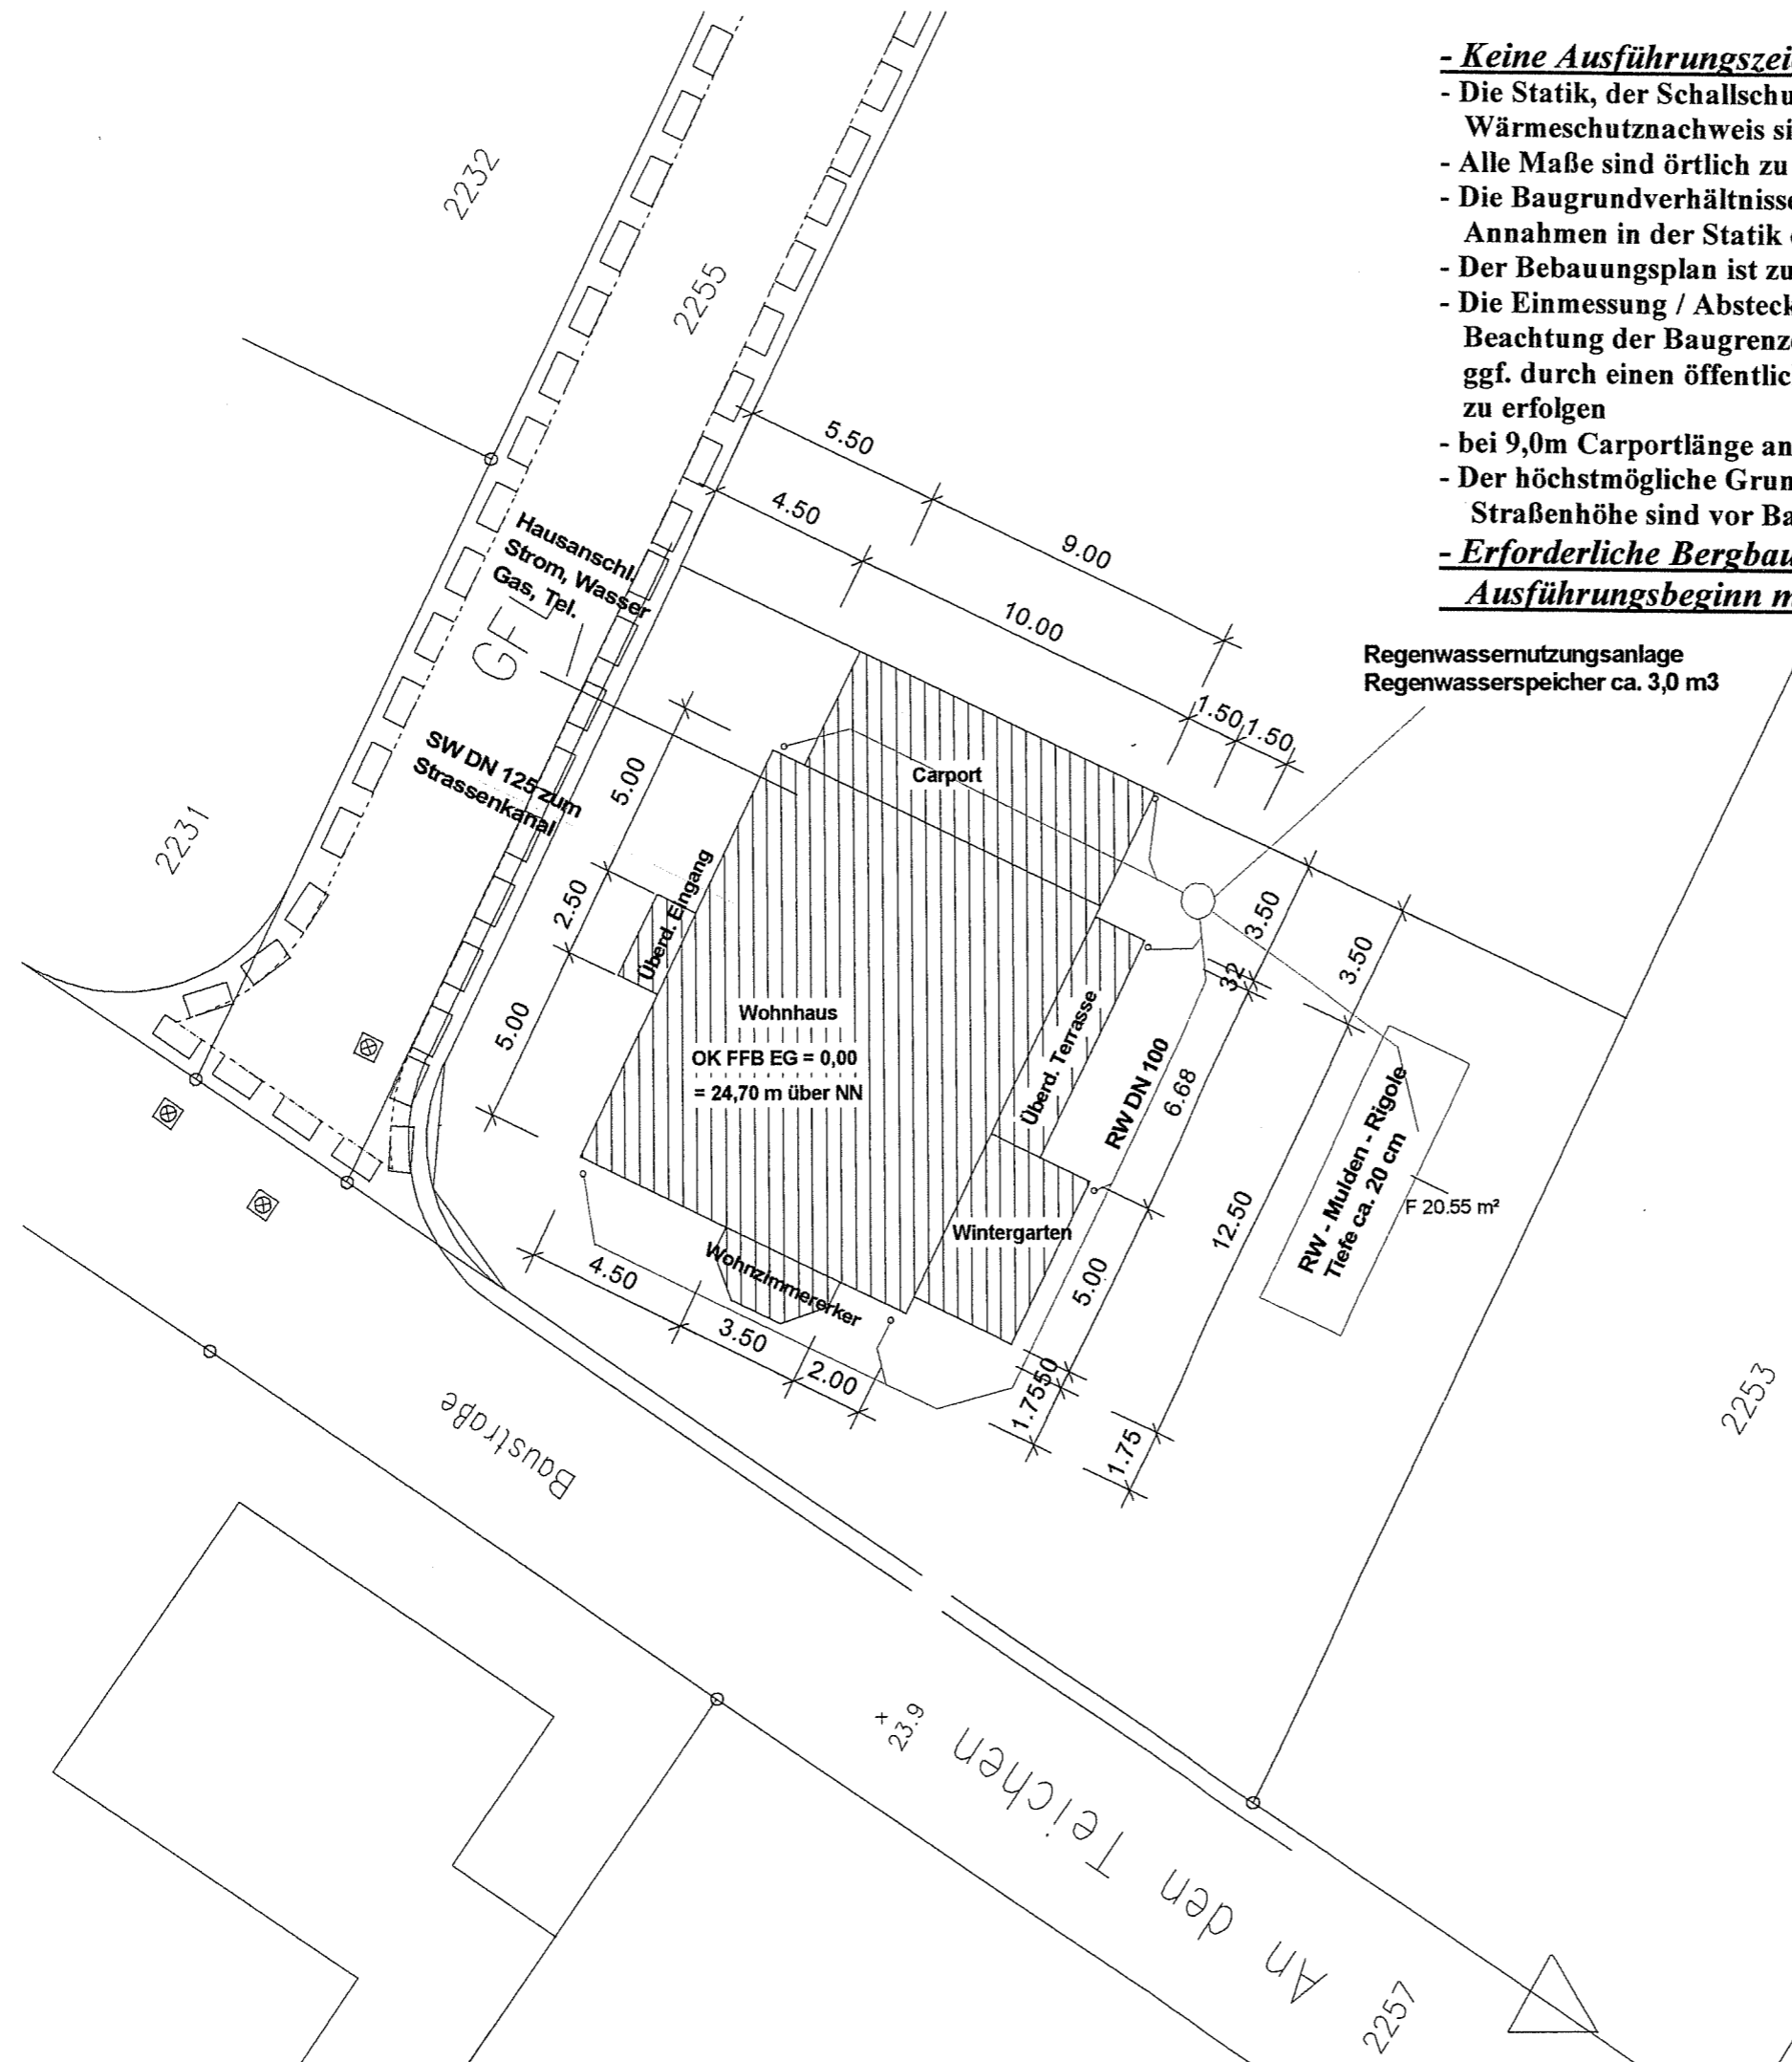 - Keine Ausführungszei
- Die Statik, der Schallschu
Wärmeschutznachweis si
- Alle Maße sind örtlich zu
- Die Baugrundverhältnisse
Annahmen in der Statik
- Der Bebauungsplan ist zu
- Die Einmessung / Absteck
Beachtung der Baugrenz
ggf. durch einen öffentlic
zu erfolgen
- bei 9,0m Carportlänge an
- Der höchstmögliche Grun
Straßenhöhe sind vor Ba
- Erforderliche Bergbau
Ausführungsbeginn m
2232
2255
5.50
4.50
9.00
10.00
1.50
1.50
Hausanschl.
Strom, Wasser
Gas, Tel.
GFL
Regenwassernutzungsanlage
Regenwasserspeicher ca. 3,0 m3
SW DN 125 zum
Strassenkanal
2231
5.00
2.50
5.00
Carport
Überd. Eingang
Wohnhaus
OK FFB EG = 0,00
= 24,70 m über NN
Überd. Terrasse
RW DN 100
3.50
32
3.50
6.68
12.50
RW - Mulden - Rigole
Tiefe ca. 20 cm
F 20.55 m²
Wintergarten
Wohnzimmererker
4.50
3.50
2.00
5.00
50
1.75
1.75
2253
Baustraße
23.9
An den Teichen
2257